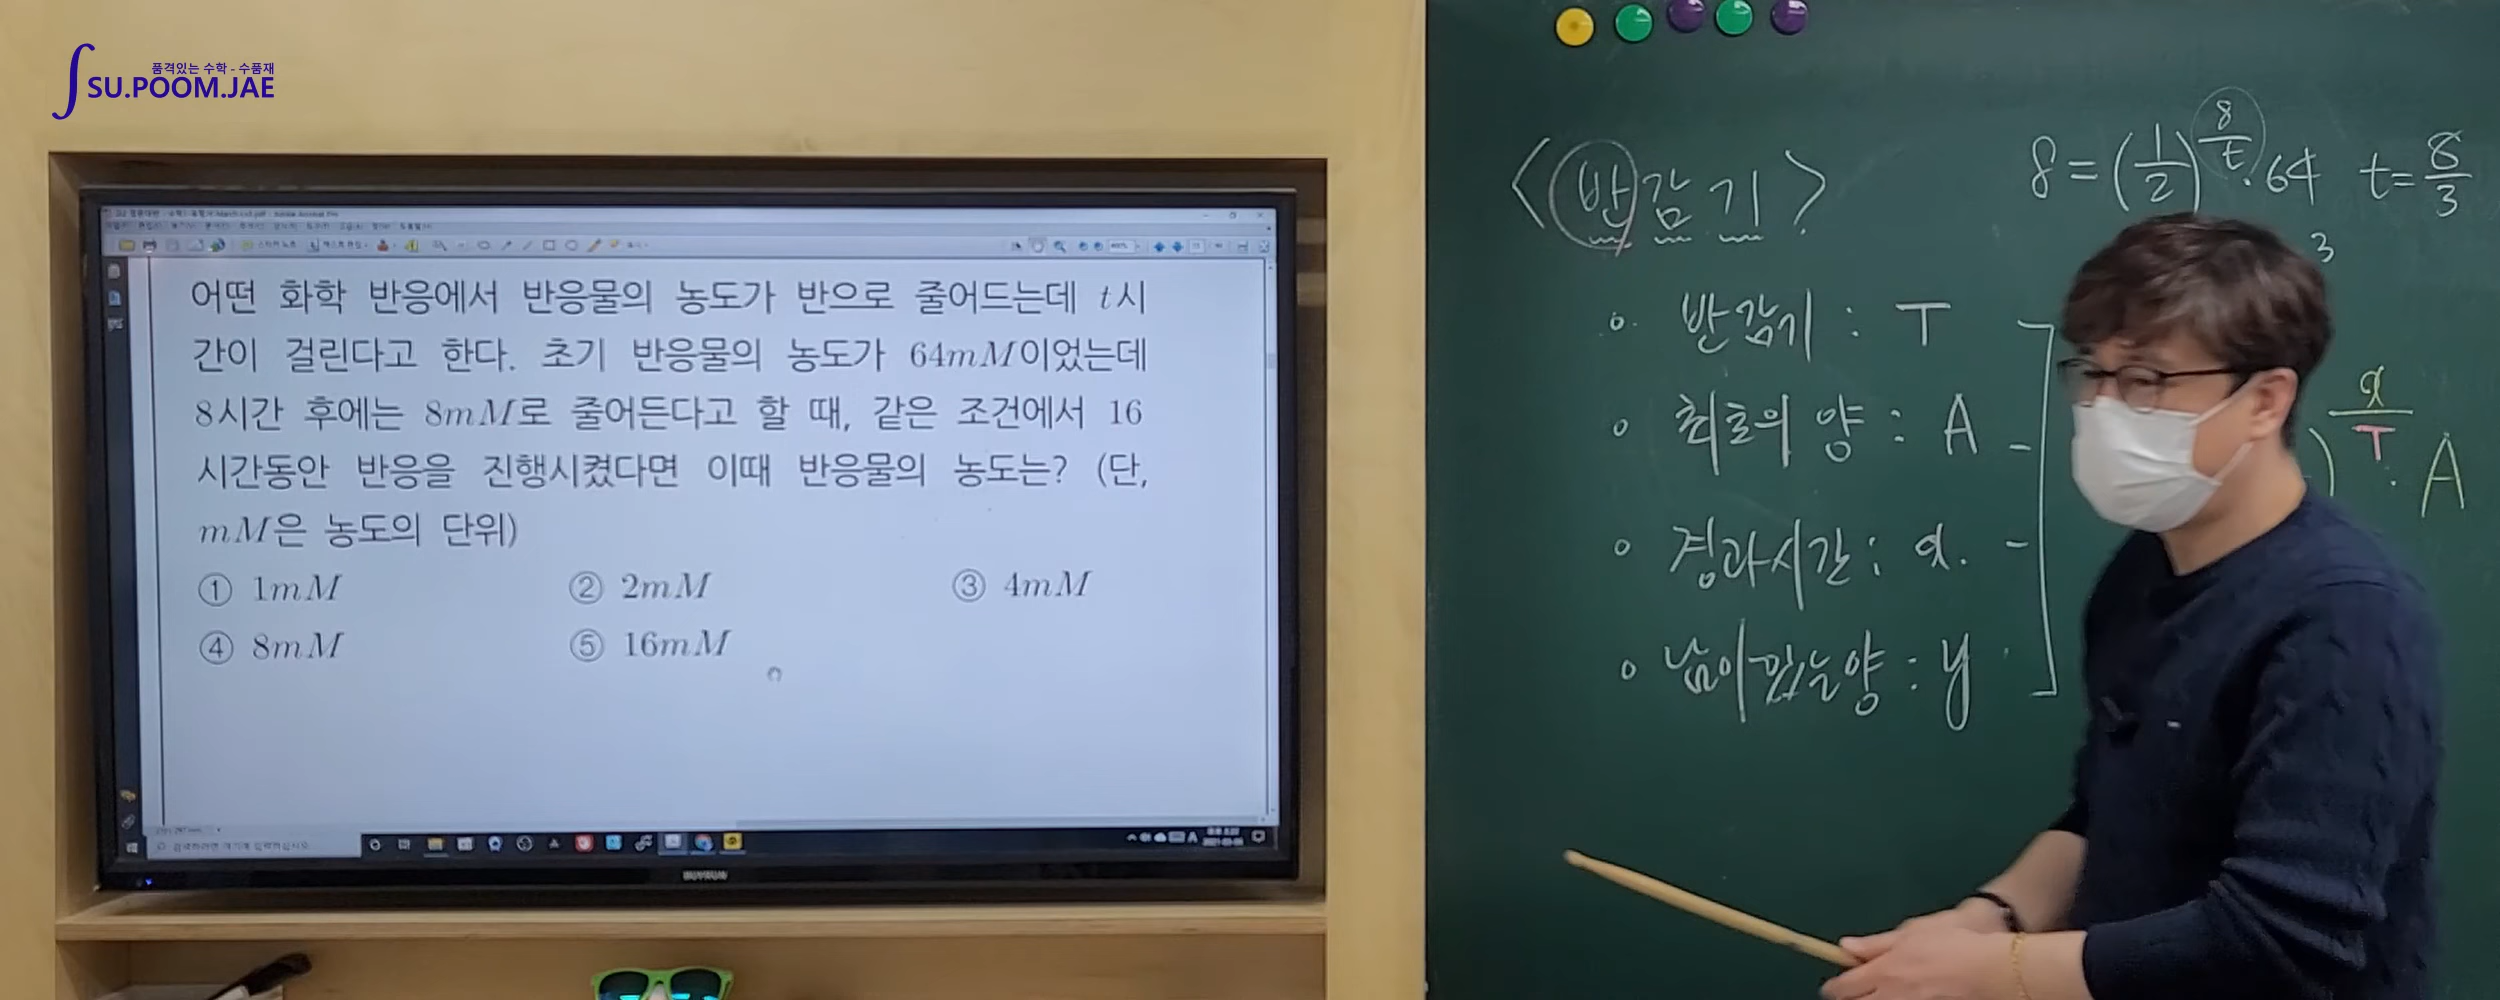 품격있는 수학 - 수품재
SU.POOM.JAE
어떤 화학 반응에서 반응물의 농도가 반으로 줄어드는데 t시
간이 걸린다고 한다. 초기 반응물의 농도가 64mM이었는데
8시간 후에는 8mM로 줄어든다고 할 때, 같은 조건에서 16
시간동안 반응을 진행시켰다면 이때 반응물의 농도는? (단,
mM은 농도의 단위)
① 1mM ② 2mM ③ 4mM
④ 8mM ⑤ 16mM
<반감기>
8 = (1/2)^(8/t) · 64 t = 8/3
3
반감기 : T
최초의 양 : A
경과시간 : x.
남아있는양 : y
) x/T · A